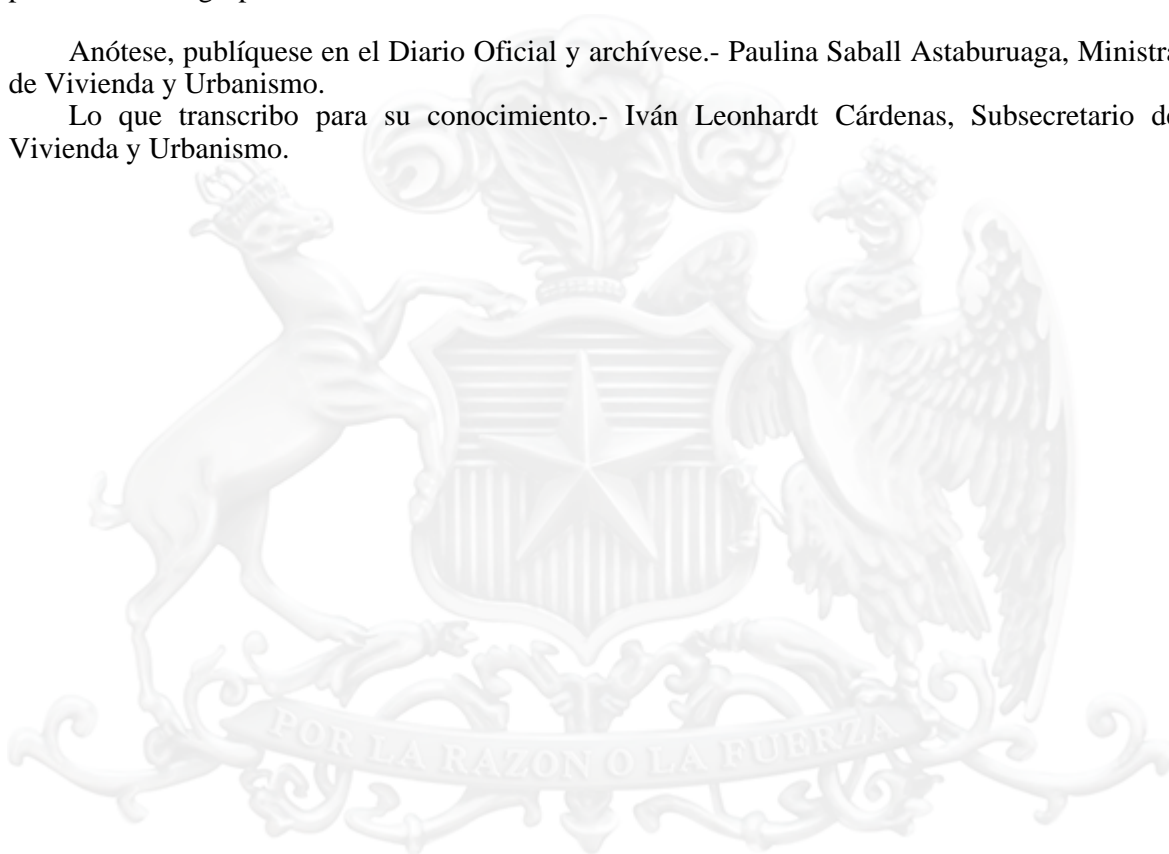 Anótese, publíquese en el Diario Oficial y archívese.- Paulina Saball Astaburuaga, Ministra
de Vivienda y Urbanismo.
Lo que transcribo para su conocimiento.- Iván Leonhardt Cárdenas, Subsecretario de
Vivienda y Urbanismo.
POR LA RAZON O LA FUERZA